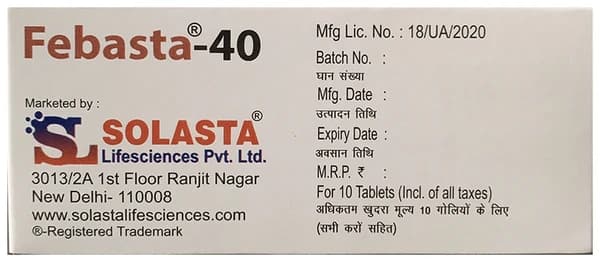 Febasta®-40
Marketed by :
SL SOLASTA®
Lifesciences Pvt. Ltd.
3013/2A 1st Floor Ranjit Nagar
New Delhi- 110008
www.solastalifesciences.com
®-Registered Trademark
Mfg Lic. No. : 18/UA/2020
Batch No. :
घान संख्या
Mfg. Date :
उत्पादन तिथि
Expiry Date :
अवसान तिथि
M.R.P. ₹ :
For 10 Tablets (Incl. of all taxes)
अधिकतम खुदरा मूल्य 10 गोलियों के लिए
(सभी करों सहित)